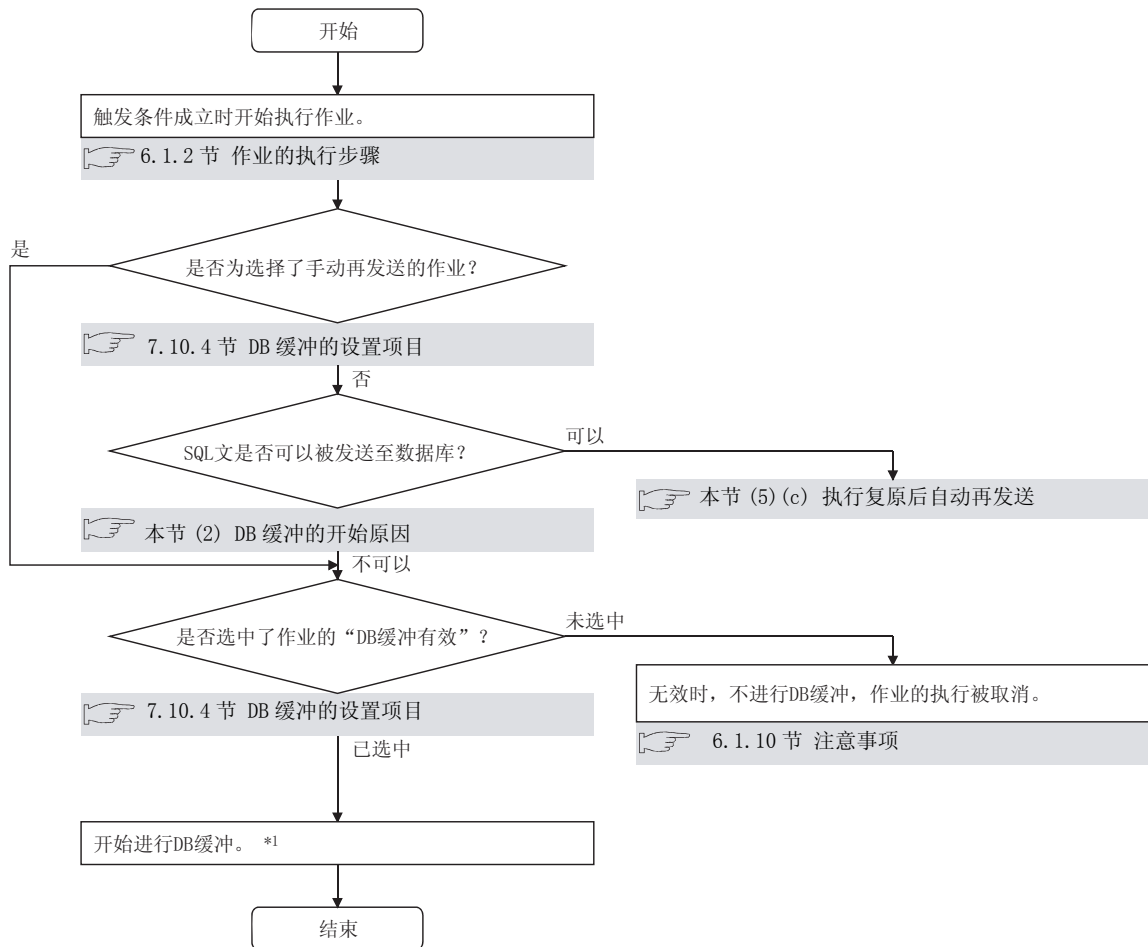 开始
触发条件成立时开始执行作业。
6.1.2 节 作业的执行步骤
是
是否为选择了手动再发送的作业？
7.10.4 节 DB 缓冲的设置项目
否
SQL文是否可以被发送至数据库？
可以
本节 (5)(c) 执行复原后自动再发送
本节 (2) DB 缓冲的开始原因
不可以
是否选中了作业的“DB缓冲有效”？
未选中
无效时，不进行DB缓冲，作业的执行被取消。
7.10.4 节 DB 缓冲的设置项目
6.1.10 节 注意事项
已选中
开始进行DB缓冲。 *1
结束